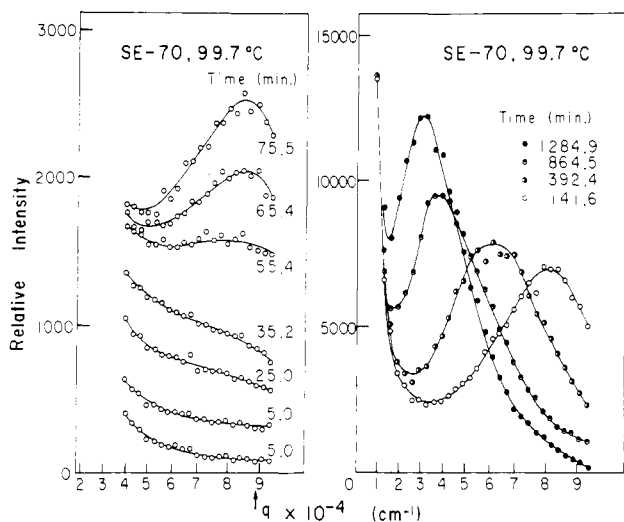 3000
SE-70, 99.7 °C
Time (min.)
75.5
65.4
55.4
35.2
25.0
5.0
5.0
2000
1000
0
Relative Intensity
2 3 4 5 6 7 8 9
q × 10⁻⁴ (cm⁻¹)
15000
SE-70, 99.7 °C
Time (min.)
1284.9
864.5
392.4
141.6
10000
5000
0
1 2 3 4 5 6 7 8 9